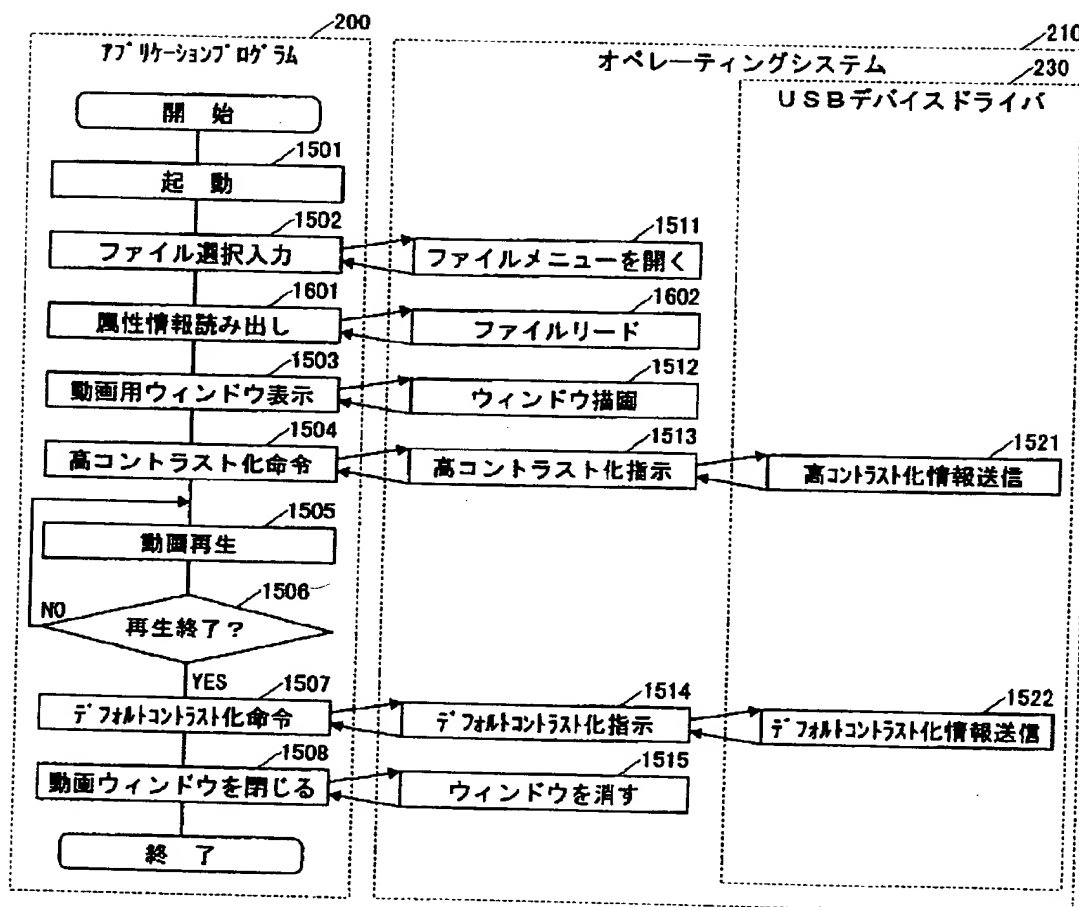 200
アプリケーションプログラム
210
オペレーティングシステム
230
USBデバイスドライバ
開 始
1501
起 動
1502
ファイル選択入力
1511
ファイルメニューを開く
1601
属性情報読み出し
1602
ファイルリード
1503
動画用ウィンドウ表示
1512
ウィンドウ描画
1504
高コントラスト化命令
1513
高コントラスト化指示
1521
高コントラスト化情報送信
1505
動画再生
1506
NO
再生終了?
YES
1507
デフォルトコントラスト化命令
1514
デフォルトコントラスト化指示
1522
デフォルトコントラスト化情報送信
1508
動画ウィンドウを閉じる
1515
ウィンドウを消す
終 了